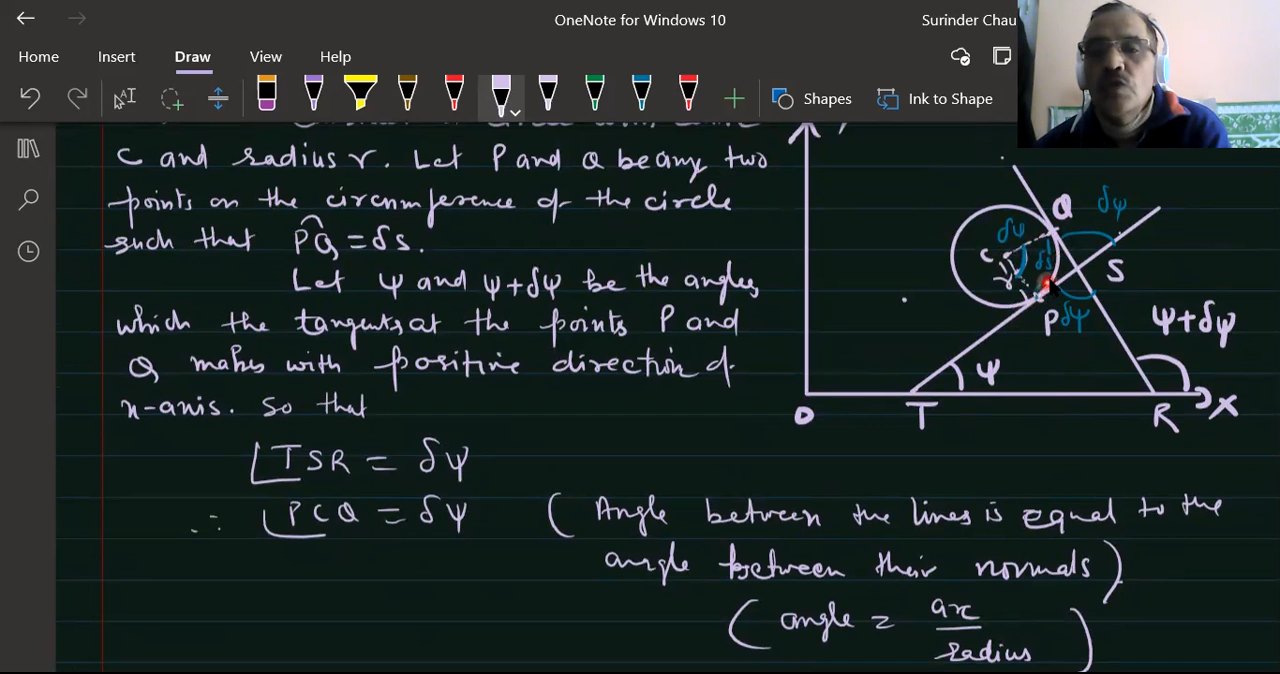 OneNote for Windows 10
Surinder Chau
Home Insert Draw View Help
Shapes
Ink to Shape
C and radius r. Let P and Q be any two
points on the circumference of the circle
such that PQ = δs.
Let ψ and ψ+δψ be the angles
which the tangents at the points P and
Q makes with positive direction of
x-axis. So that
∠TSR = δψ
∴ ∠PCQ = δψ
(Angle between the lines is equal to the
angle between their normals)
(angle = arc
radius)
Q
δψ
δψ
C
δs
S
r
P
δψ
ψ+δψ
ψ
O
T
R
X